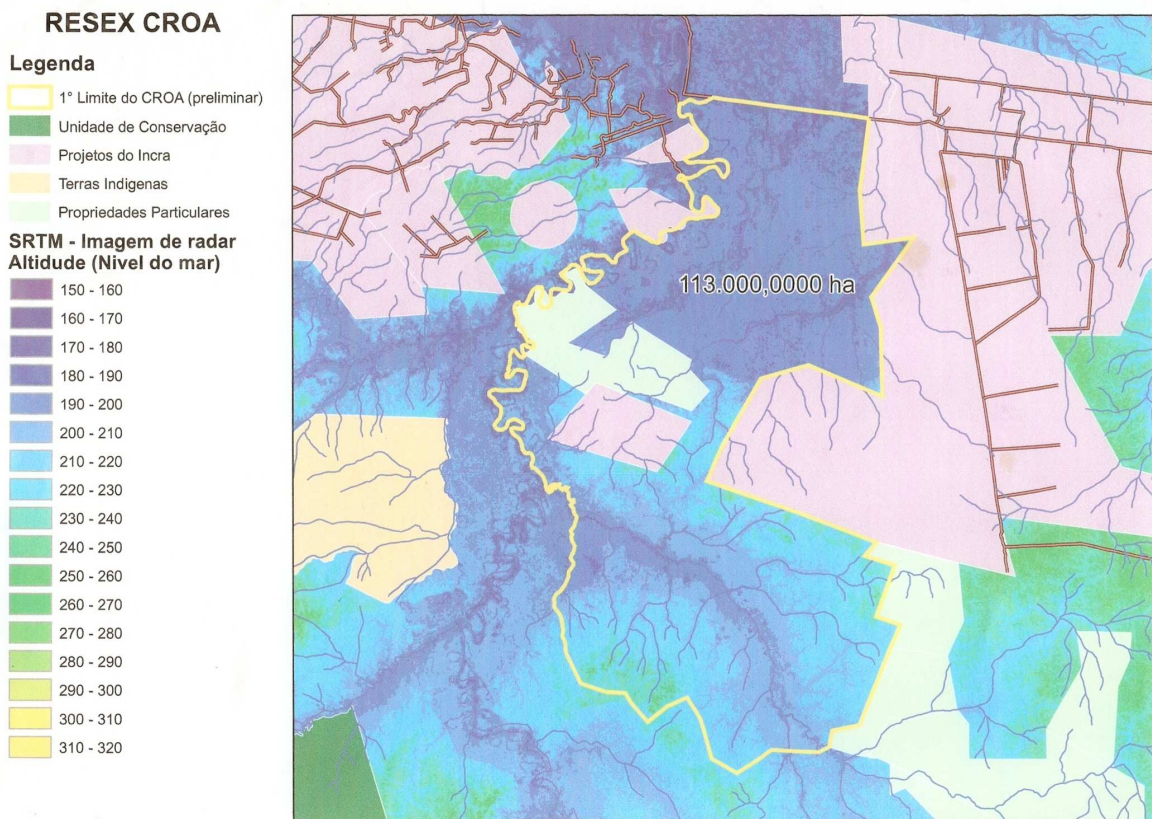 RESEX CROA
Legenda
1° Limite do CROA (preliminar)
Unidade de Conservação
Projetos do Incra
Terras Indigenas
Propriedades Particulares
SRTM - Imagem de radar
Altidude (Nivel do mar)
150 - 160
160 - 170
170 - 180
180 - 190
190 - 200
200 - 210
210 - 220
220 - 230
230 - 240
240 - 250
250 - 260
260 - 270
270 - 280
280 - 290
290 - 300
300 - 310
310 - 320
113.000,0000 ha